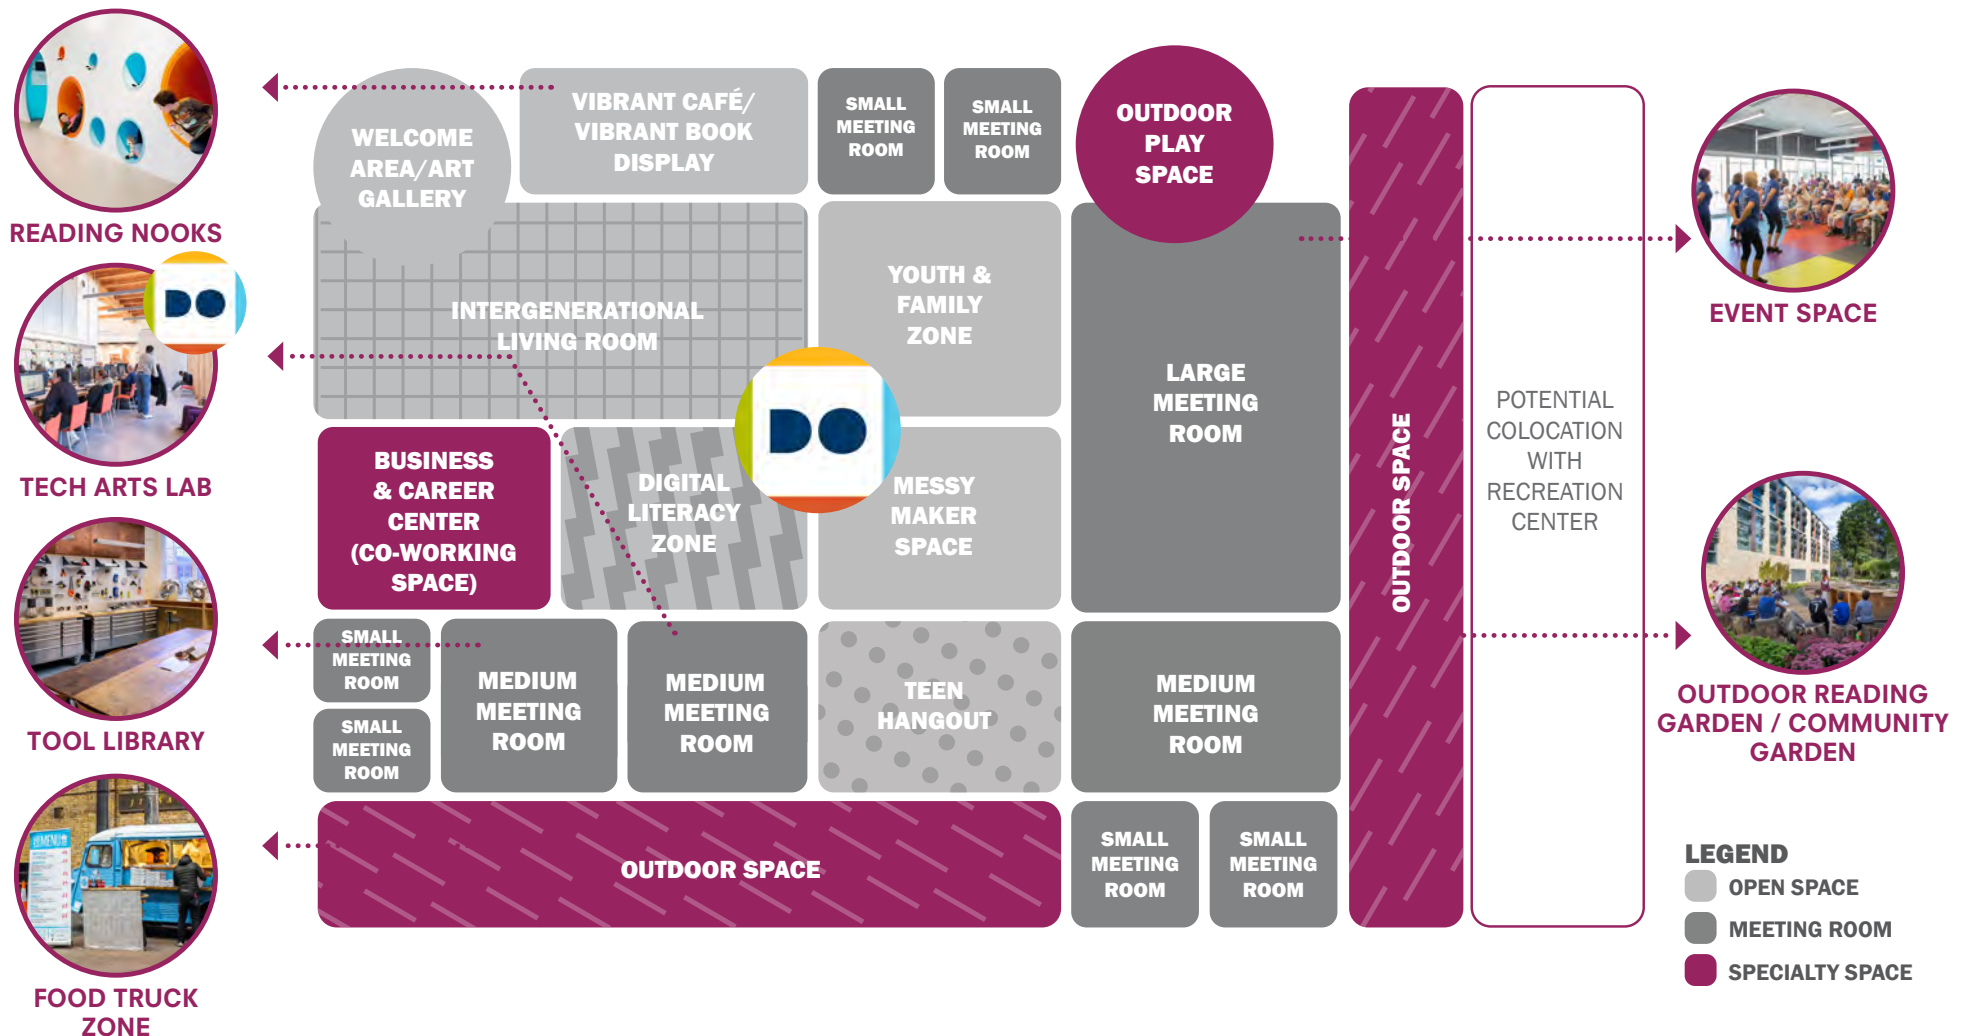 READING NOOKS
DO
TECH ARTS LAB
TOOL LIBRARY
MENU
FOOD TRUCK
ZONE
WELCOME
AREA/ART
GALLERY
VIBRANT CAFÉ/
VIBRANT BOOK
DISPLAY
SMALL
MEETING
ROOM
SMALL
MEETING
ROOM
OUTDOOR
PLAY
SPACE
INTERGENERATIONAL
LIVING ROOM
YOUTH &
FAMILY
ZONE
LARGE
MEETING
ROOM
DO
BUSINESS
& CAREER
CENTER
(CO-WORKING
SPACE)
DIGITAL
LITERACY
ZONE
MESSY
MAKER
SPACE
SMALL
MEETING
ROOM
SMALL
MEETING
ROOM
MEDIUM
MEETING
ROOM
MEDIUM
MEETING
ROOM
TEEN
HANGOUT
MEDIUM
MEETING
ROOM
OUTDOOR SPACE
SMALL
MEETING
ROOM
SMALL
MEETING
ROOM
OUTDOOR SPACE
POTENTIAL
COLOCATION
WITH
RECREATION
CENTER
EVENT SPACE
OUTDOOR READING
GARDEN / COMMUNITY
GARDEN
LEGEND
OPEN SPACE
MEETING ROOM
SPECIALTY SPACE